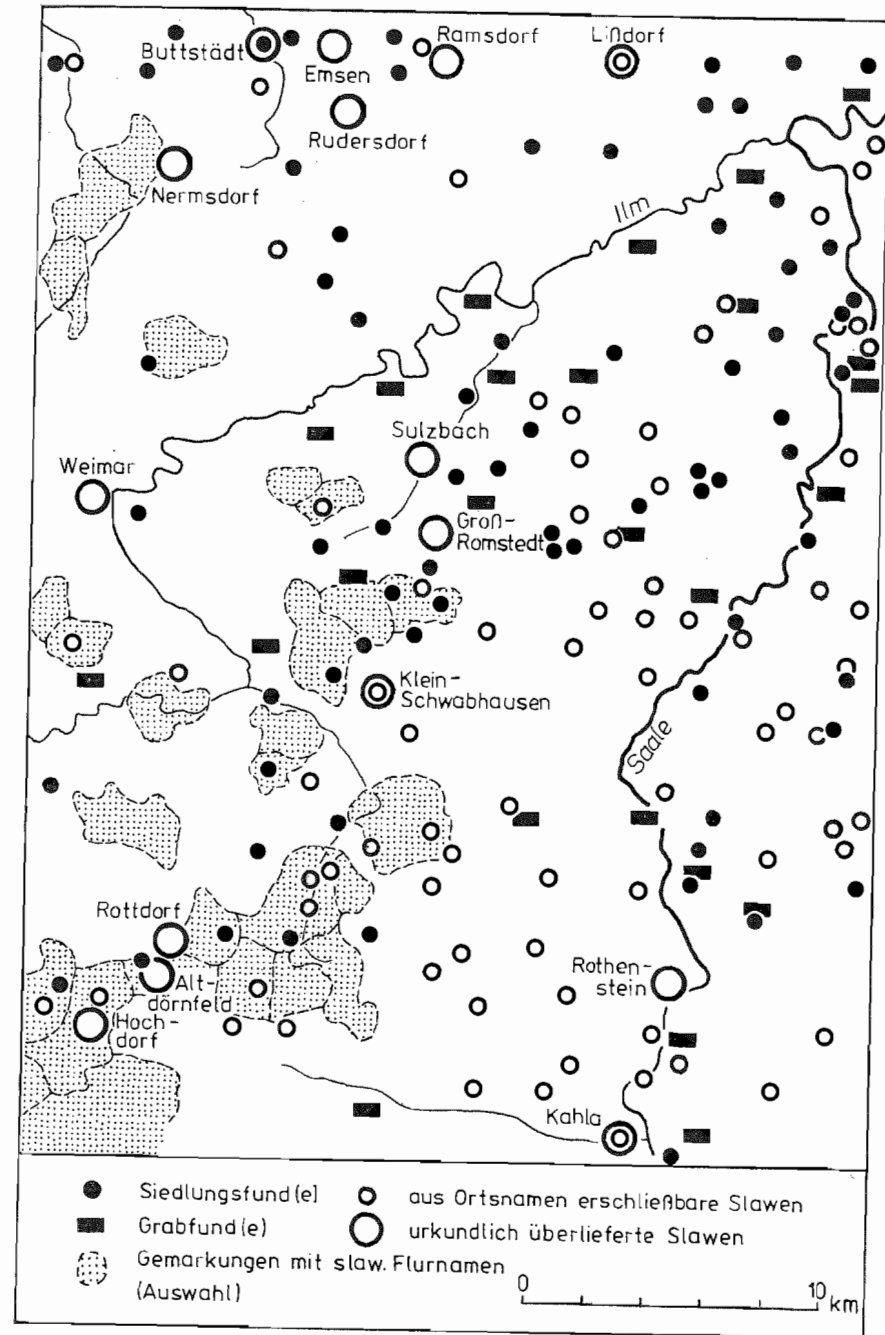 Buttstädt
Emsen
Ramsdorf
Lißdorf
Rudersdorf
Nermsdorf
Ilm
Sulzbach
Weimar
Groß-
Romstedt
Klein-
Schwabhausen
Saale
Rottdorf
Alt-
dörnfeld
Hoch-
dorf
Rothen-
stein
Kahla
Siedlungsfund(e)
aus Ortsnamen erschließbare Slawen
Grabfund(e)
urkundlich überlieferte Slawen
Gemarkungen mit slaw. Flurnamen
(Auswahl)
0 10 km